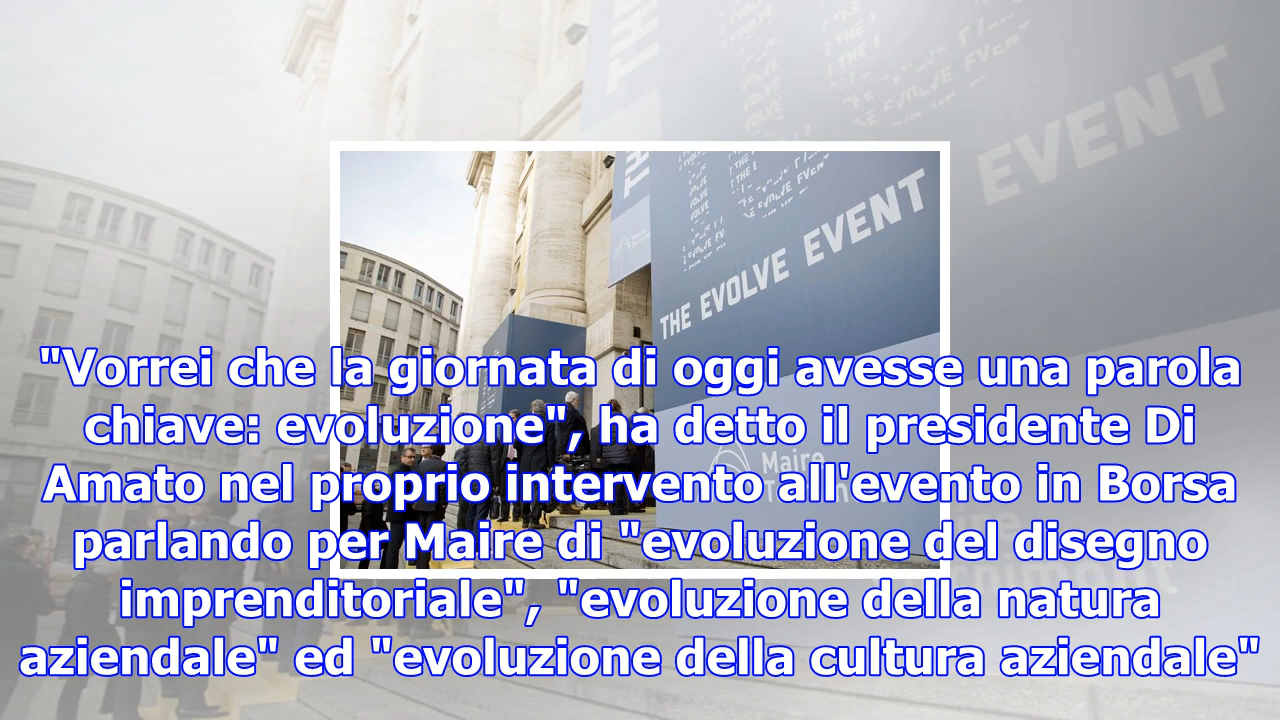 THE EVOLVE EVENT
EVENT
"Vorrei che la giornata di oggi avesse una parola
chiave: evoluzione", ha detto il presidente Di
Amato nel proprio intervento all'evento in Borsa
parlando per Maire di "evoluzione del disegno
imprenditoriale", "evoluzione della natura
aziendale" ed "evoluzione della cultura aziendale"
Maire